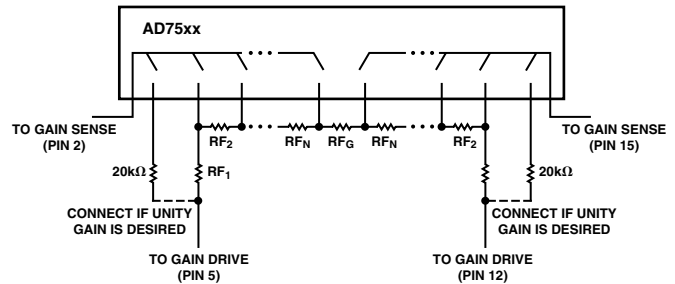 AD75xx
TO GAIN SENSE
(PIN 2)
TO GAIN SENSE
(PIN 15)
RF2
RFN
RFG
RFN
RF2
20kΩ
RF1
20kΩ
CONNECT IF UNITY
GAIN IS DESIRED
CONNECT IF UNITY
GAIN IS DESIRED
TO GAIN DRIVE
(PIN 5)
TO GAIN DRIVE
(PIN 12)